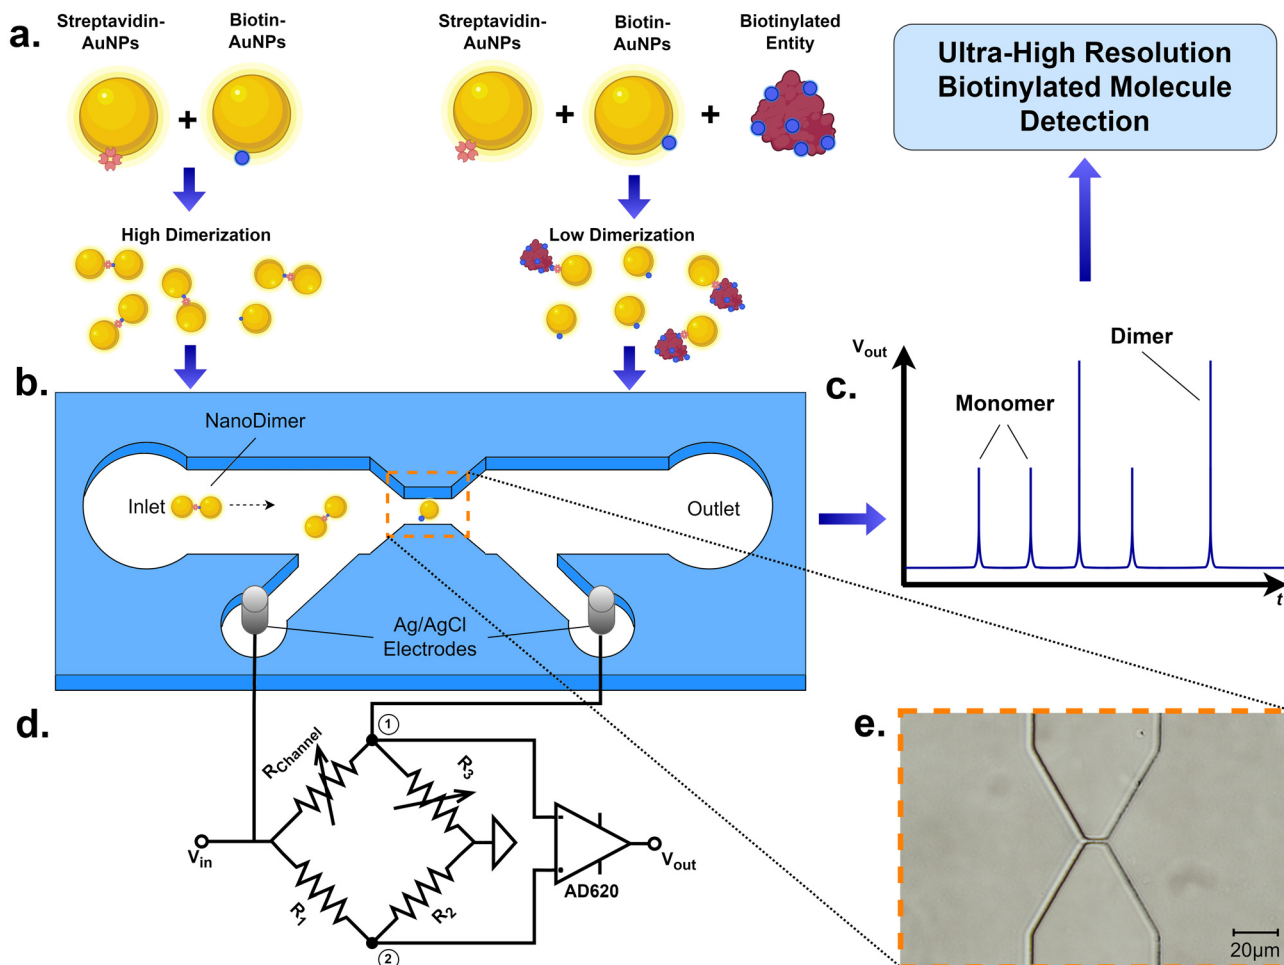 a.
Streptavidin-
AuNPs
Biotin-
AuNPs
+
High Dimerization
Streptavidin-
AuNPs
Biotin-
AuNPs
Biotinylated
Entity
+
+
Low Dimerization
Ultra-High Resolution
Biotinylated Molecule
Detection
b.
NanoDimer
Inlet
Outlet
Ag/AgCl
Electrodes
c.
Vout
Dimer
Monomer
t
d.
1
RChannel
R3
Vin
R1
R2
2
AD620
Vout
e.
20µm